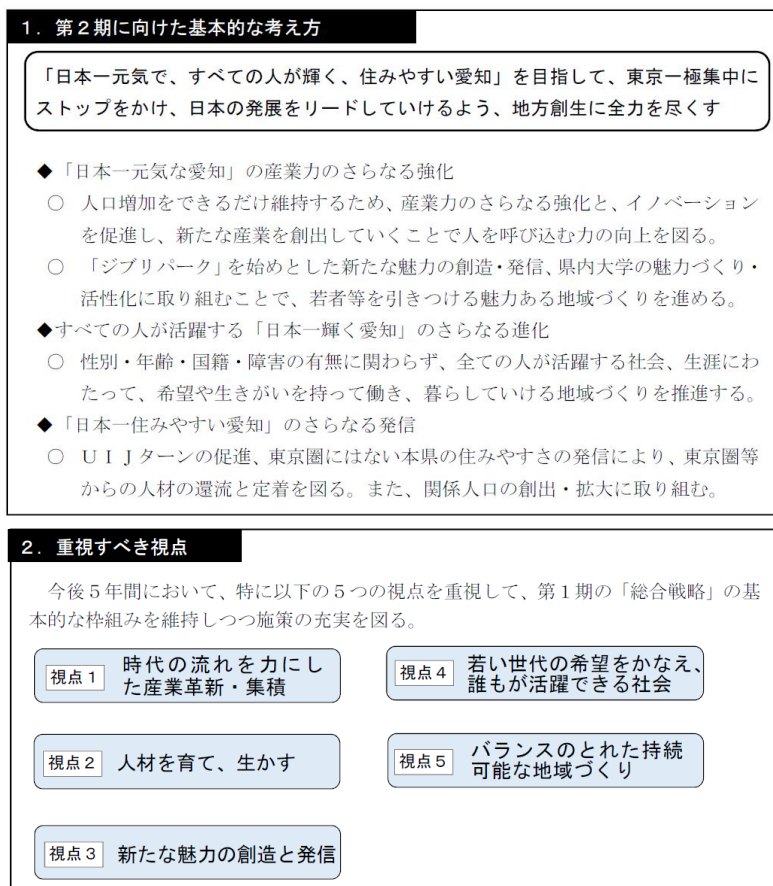 １．第２期に向けた基本的な考え方
「日本一元気で、すべての人が輝く、住みやすい愛知」を目指して、東京一極集中に
ストップをかけ、日本の発展をリードしていけるよう、地方創生に全力を尽くす
◆「日本一元気な愛知」の産業力のさらなる強化
○　人口増加をできるだけ維持するため、産業力のさらなる強化と、イノベーション
を促進し、新たな産業を創出していくことで人を呼び込む力の向上を図る。
○　「ジブリパーク」を始めとした新たな魅力の創造・発信、県内大学の魅力づくり・
活性化に取り組むことで、若者等を引きつける魅力ある地域づくりを進める。
◆すべての人が活躍する「日本一輝く愛知」のさらなる進化
○　性別・年齢・国籍・障害の有無に関わらず、全ての人が活躍する社会、生涯にわ
たって、希望や生きがいを持って働き、暮らしていける地域づくりを推進する。
◆「日本一住みやすい愛知」のさらなる発信
○　ＵＩＪターンの促進、東京圏にはない本県の住みやすさの発信により、東京圏等
からの人材の還流と定着を図る。また、関係人口の創出・拡大に取り組む。
２．重視すべき視点
今後５年間において、特に以下の５つの視点を重視して、第１期の「総合戦略」の基
本的な枠組みを維持しつつ施策の充実を図る。
視点１　時代の流れを力にし
た産業革新・集積
視点２　人材を育て、生かす
視点３　新たな魅力の創造と発信
視点４　若い世代の希望をかなえ、
誰もが活躍できる社会
視点５　バランスのとれた持続
可能な地域づくり